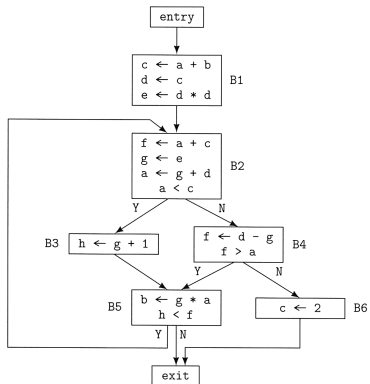 entry
c ← a + b
d ← c
e ← d * d
B1
f ← a + c
g ← e
a ← g + d
a < c
B2
Y
N
B3
h ← g + 1
f ← d - g
f > a
B4
Y
N
B5
b ← g * a
h < f
c ← 2
B6
Y
N
exit